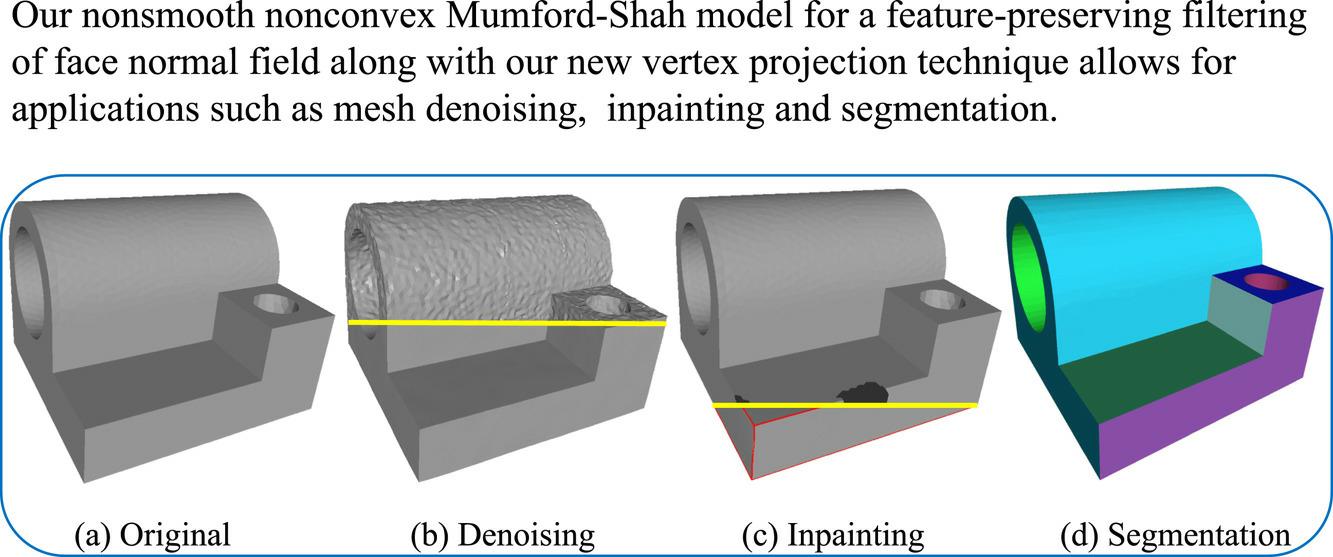 Our nonsmooth nonconvex Mumford-Shah model for a feature-preserving filtering
of face normal field along with our new vertex projection technique allows for
applications such as mesh denoising,  inpainting and segmentation.
(a) Original
(b) Denoising
(c) Inpainting
(d) Segmentation